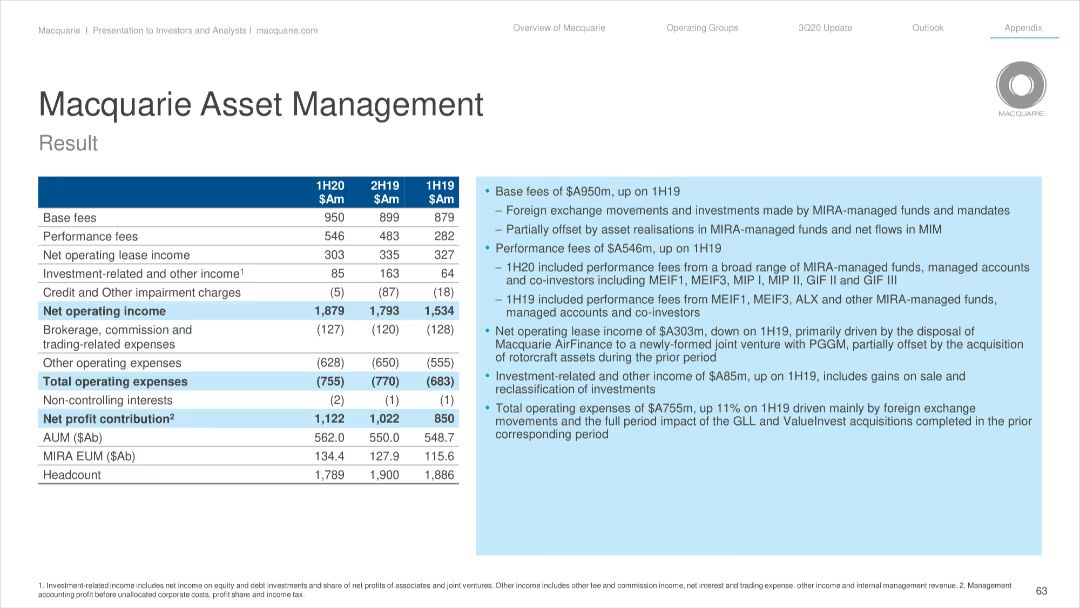 Macquarie I Presentation to Investors and Analysts I macquarie.com
Overview of Macquarie Operating Groups 3Q20 Update Outlook Appendix
MACQUARIE
Macquarie Asset Management
Result
1H20 2H19 1H19
$Am $Am $Am
Base fees 950 899 879
Performance fees 546 483 282
Net operating lease income 303 335 327
Investment-related and other income1 85 163 64
Credit and Other impairment charges (5) (87) (18)
Net operating income 1,879 1,793 1,534
Brokerage, commission and (127) (120) (128)
trading-related expenses
Other operating expenses (628) (650) (555)
Total operating expenses (755) (770) (683)
Non-controlling interests (2) (1) (1)
Net profit contribution2 1,122 1,022 850
AUM ($Ab) 562.0 550.0 548.7
MIRA EUM ($Ab) 134.4 127.9 115.6
Headcount 1,789 1,900 1,886
• Base fees of $A950m, up on 1H19
– Foreign exchange movements and investments made by MIRA-managed funds and mandates
– Partially offset by asset realisations in MIRA-managed funds and net flows in MIM
• Performance fees of $A546m, up on 1H19
– 1H20 included performance fees from a broad range of MIRA-managed funds, managed accounts
and co-investors including MEIF1, MEIF3, MIP I, MIP II, GIF II and GIF III
– 1H19 included performance fees from MEIF1, MEIF3, ALX and other MIRA-managed funds,
managed accounts and co-investors
• Net operating lease income of $A303m, down on 1H19, primarily driven by the disposal of
Macquarie AirFinance to a newly-formed joint venture with PGGM, partially offset by the acquisition
of rotorcraft assets during the prior period
• Investment-related and other income of $A85m, up on 1H19, includes gains on sale and
reclassification of investments
• Total operating expenses of $A755m, up 11% on 1H19 driven mainly by foreign exchange
movements and the full period impact of the GLL and ValueInvest acquisitions completed in the prior
corresponding period
1. Investment-related income includes net income on equity and debt investments and share of net profits of associates and joint ventures. Other income includes other fee and commission income, net interest and trading expense, other income and internal management revenue. 2. Management
accounting profit before unallocated corporate costs, profit share and income tax.
63